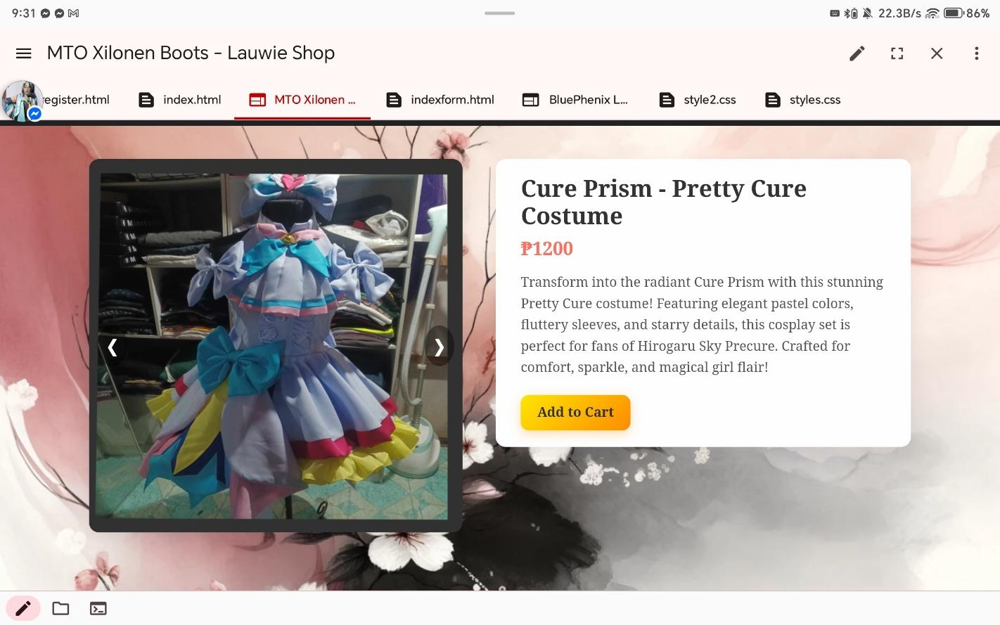 9:31
22.3B/s
86%
MTO Xilonen Boots - Lauwie Shop
register.html
index.html
MTO Xilonen ...
indexform.html
BluePhenix L...
style2.css
styles.css
Cure Prism - Pretty Cure
Costume
₱1200
Transform into the radiant Cure Prism with this stunning
Pretty Cure costume! Featuring elegant pastel colors,
fluttery sleeves, and starry details, this cosplay set is
perfect for fans of Hirogaru Sky Precure. Crafted for
comfort, sparkle, and magical girl flair!
Add to Cart